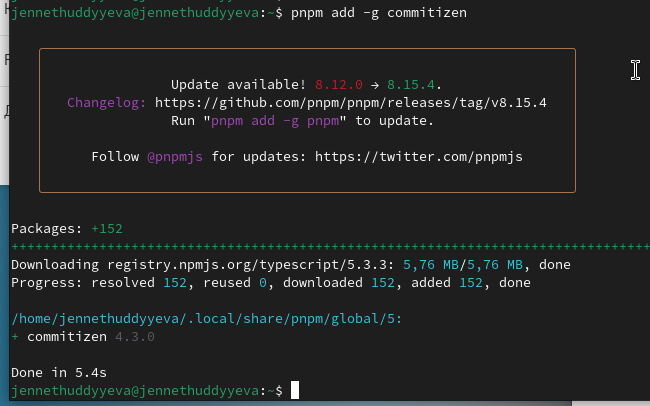 jennethuddyyeva@jennethuddyyeva:~$ pnpm add -g commitizen
Update available! 8.12.0 → 8.15.4.
Changelog: https://github.com/pnpm/pnpm/releases/tag/v8.15.4
Run "pnpm add -g pnpm" to update.
Follow @pnpmjs for updates: https://twitter.com/pnpmjs
Packages: +152
++++++++++++++++++++++++++++++++++++++++++++++++++++++++++++++++++++++++++++++++
Downloading registry.npmjs.org/typescript/5.3.3: 5,76 MB/5,76 MB, done
Progress: resolved 152, reused 0, downloaded 152, added 152, done
/home/jennethuddyyeva/.local/share/pnpm/global/5:
+ commitizen 4.3.0
Done in 5.4s
jennethuddyyeva@jennethuddyyeva:~$